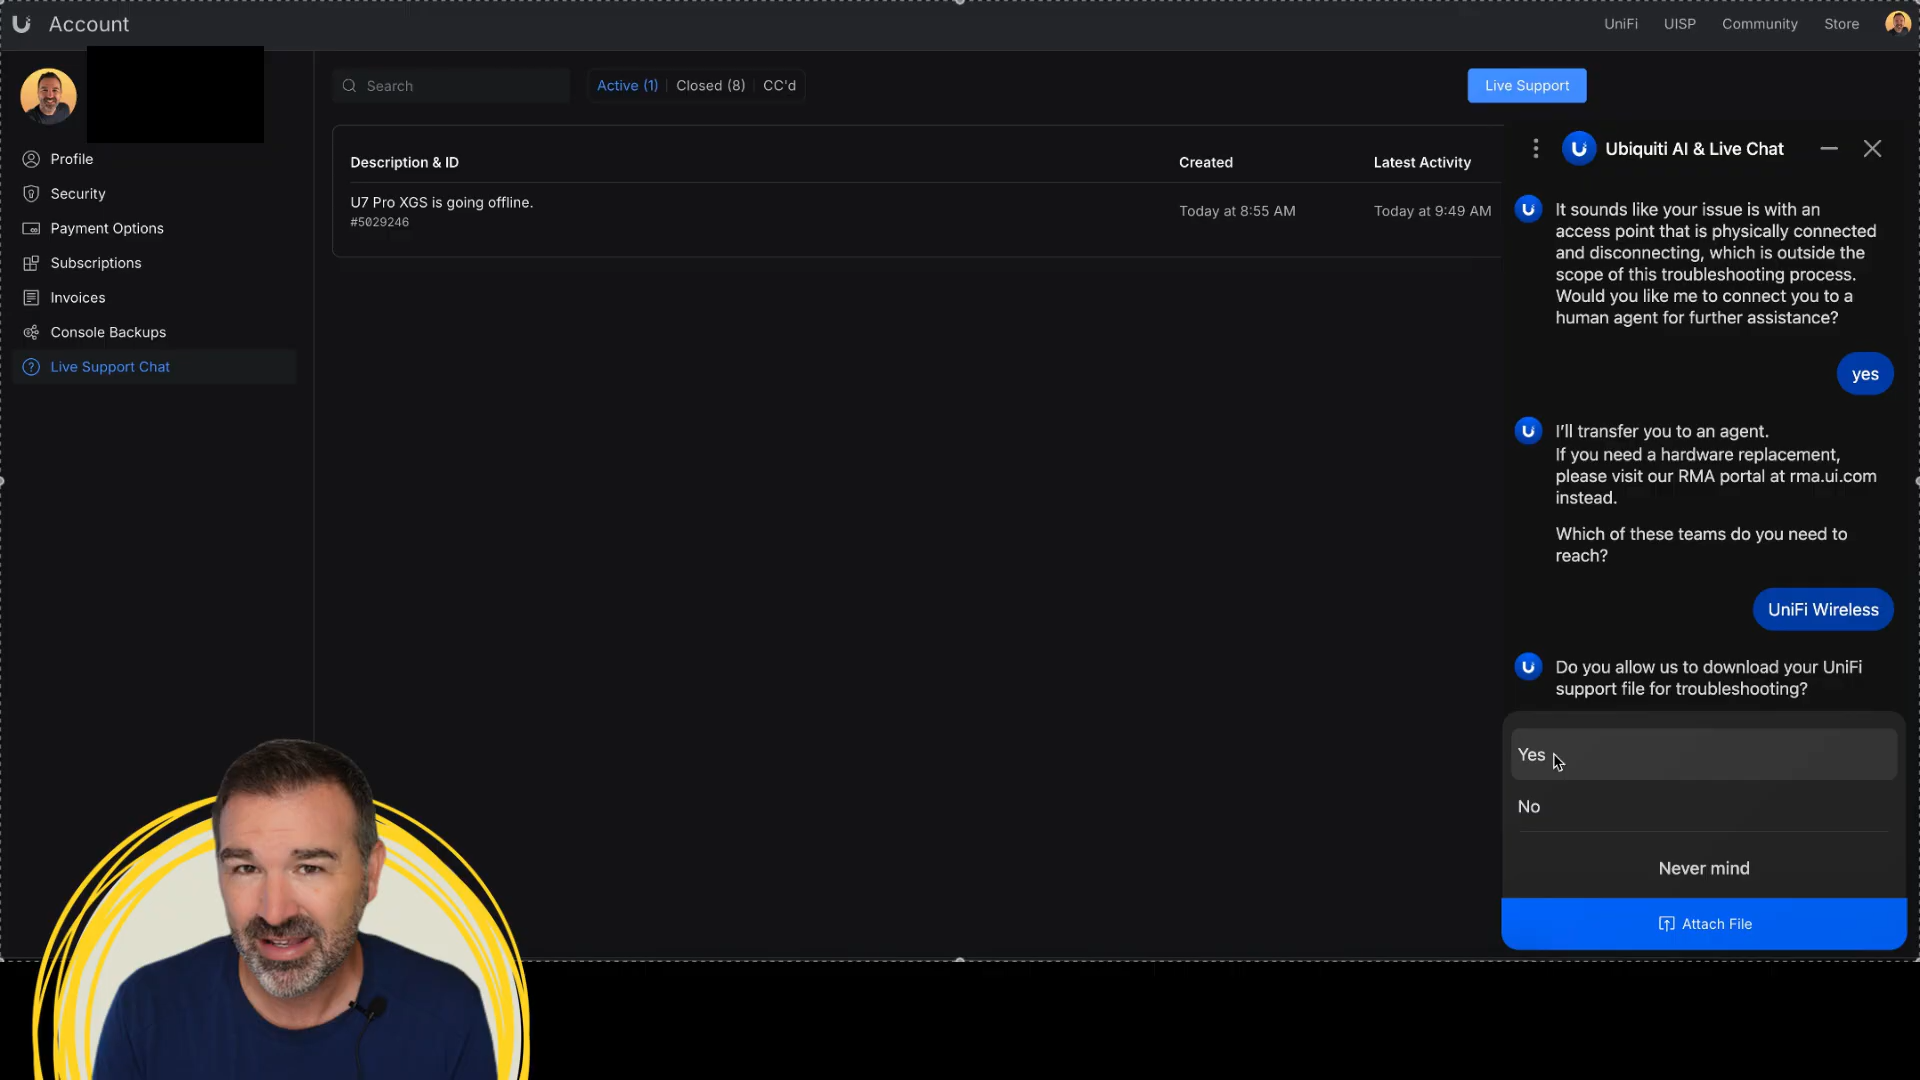 Account
UniFi
UISP
Community
Store
Profile
Security
Payment Options
Subscriptions
Invoices
Console Backups
Live Support Chat
Search
Active (1)
Closed (8)
CC'd
Live Support
Description & ID
Created
Latest Activity
U7 Pro XGS is going offline.
#5029246
Today at 8:55 AM
Today at 9:49 AM
Ubiquiti AI & Live Chat
It sounds like your issue is with an
access point that is physically connected
and disconnecting, which is outside the
scope of this troubleshooting process.
Would you like me to connect you to a
human agent for further assistance?
yes
I'll transfer you to an agent.
If you need a hardware replacement,
please visit our RMA portal at rma.ui.com
instead.
Which of these teams do you need to
reach?
UniFi Wireless
Do you allow us to download your UniFi
support file for troubleshooting?
Yes
No
Never mind
Attach File